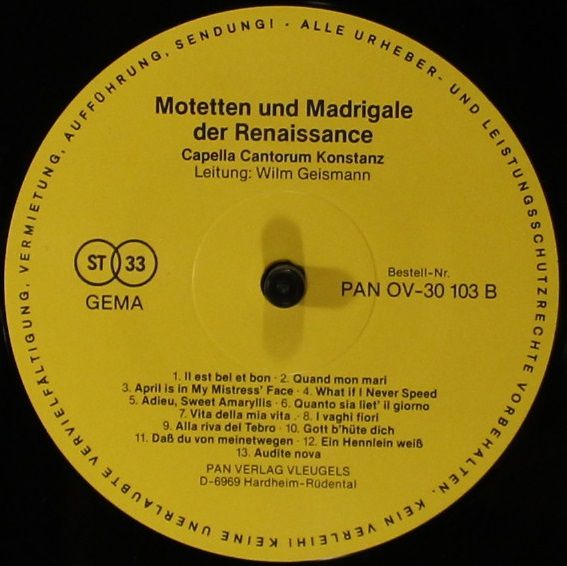 ALLE URHEBER- UND LEISTUNGSSCHUTZRECHTE VORBEHALTEN. KEIN VERLEIH! KEINE UNERLAUBTE VERVIELFÄLTIGUNG, VERMIETUNG, AUFFÜHRUNG, SENDUNG! -
Motetten und Madrigale
der Renaissance
Capella Cantorum Konstanz
Leitung: Wilm Geismann
ST 33
GEMA
Bestell-Nr.
PAN OV-30 103 B
1. Il est bel et bon · 2. Quand mon mari
3. April is in My Mistress' Face · 4. What if I Never Speed
5. Adieu, Sweet Amaryllis · 6. Quanto sia liet' il giorno
7. Vita della mia vita . · 8. I vaghi fiori
9. Alla riva del Tebro · 10. Gott b'hüte dich
11. Daß du von meinetwegen · 12. Ein Hennlein weiß
13. Audite nova
PAN VERLAG VLEUGELS
D-6969 Hardheim-Rüdental